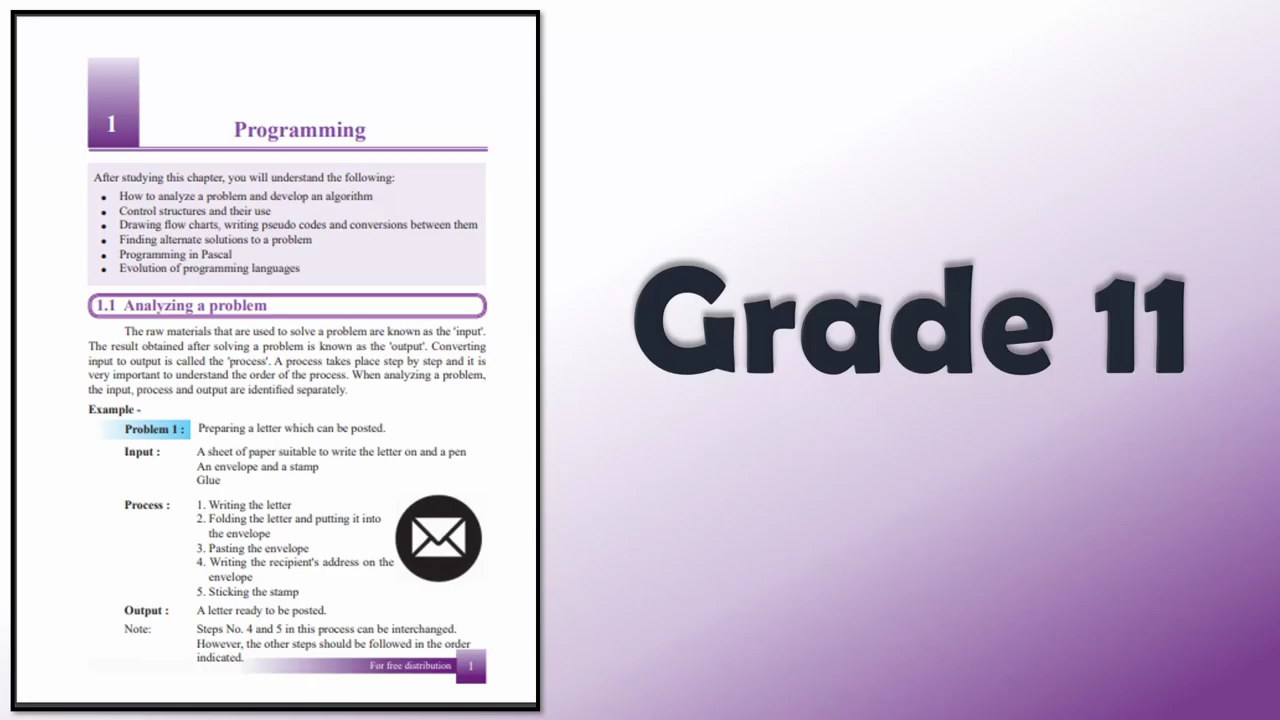 1
Programming
After studying this chapter, you will understand the following:
• How to analyze a problem and develop an algorithm
• Control structures and their use
• Drawing flow charts, writing pseudo codes and conversions between them
• Finding alternate solutions to a problem
• Programming in Pascal
• Evolution of programming languages
1.1 Analyzing a problem
The raw materials that are used to solve a problem are known as the 'input'.
The result obtained after solving a problem is known as the 'output'. Converting
input to output is called the 'process'. A process takes place step by step and it is
very important to understand the order of the process. When analyzing a problem,
the input, process and output are identified separately.
Example -
Problem 1 : Preparing a letter which can be posted.
Input : A sheet of paper suitable to write the letter on and a pen
An envelope and a stamp
Glue
Process : 1. Writing the letter
2. Folding the letter and putting it into
the envelope
3. Pasting the envelope
4. Writing the recipient's address on the
envelope
5. Sticking the stamp
Output : A letter ready to be posted.
Note: Steps No. 4 and 5 in this process can be interchanged.
However, the other steps should be followed in the order
indicated.
For free distribution 1
Grade 11